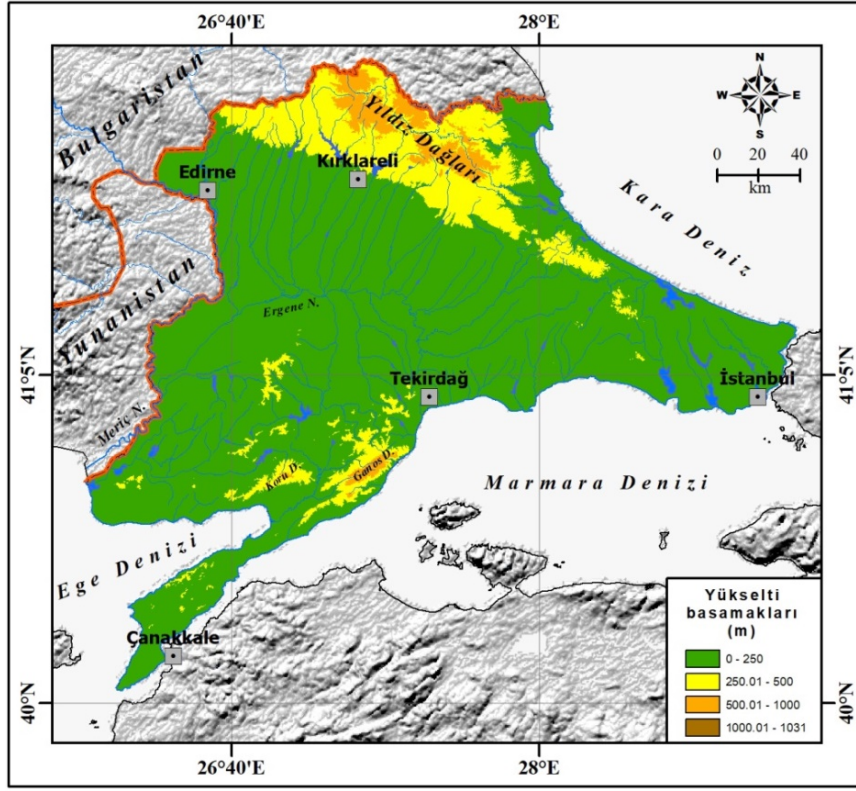 26°40'E
28°E
N
W
E
S
0
20
40
km
Bulgaristan
Yıldız Dağları
Kırklareli
Edirne
Kara Deniz
Yunanistan
Ergene N.
41°5'N
41°5'N
Tekirdağ
İstanbul
Meriç N.
Koru D.
Ganos D.
Marmara Denizi
Ege Denizi
Çanakkale
Yükselti
basamakları
(m)
0 - 250
250.01 - 500
500.01 - 1000
1000.01 - 1031
40°N
40°N
26°40'E
28°E